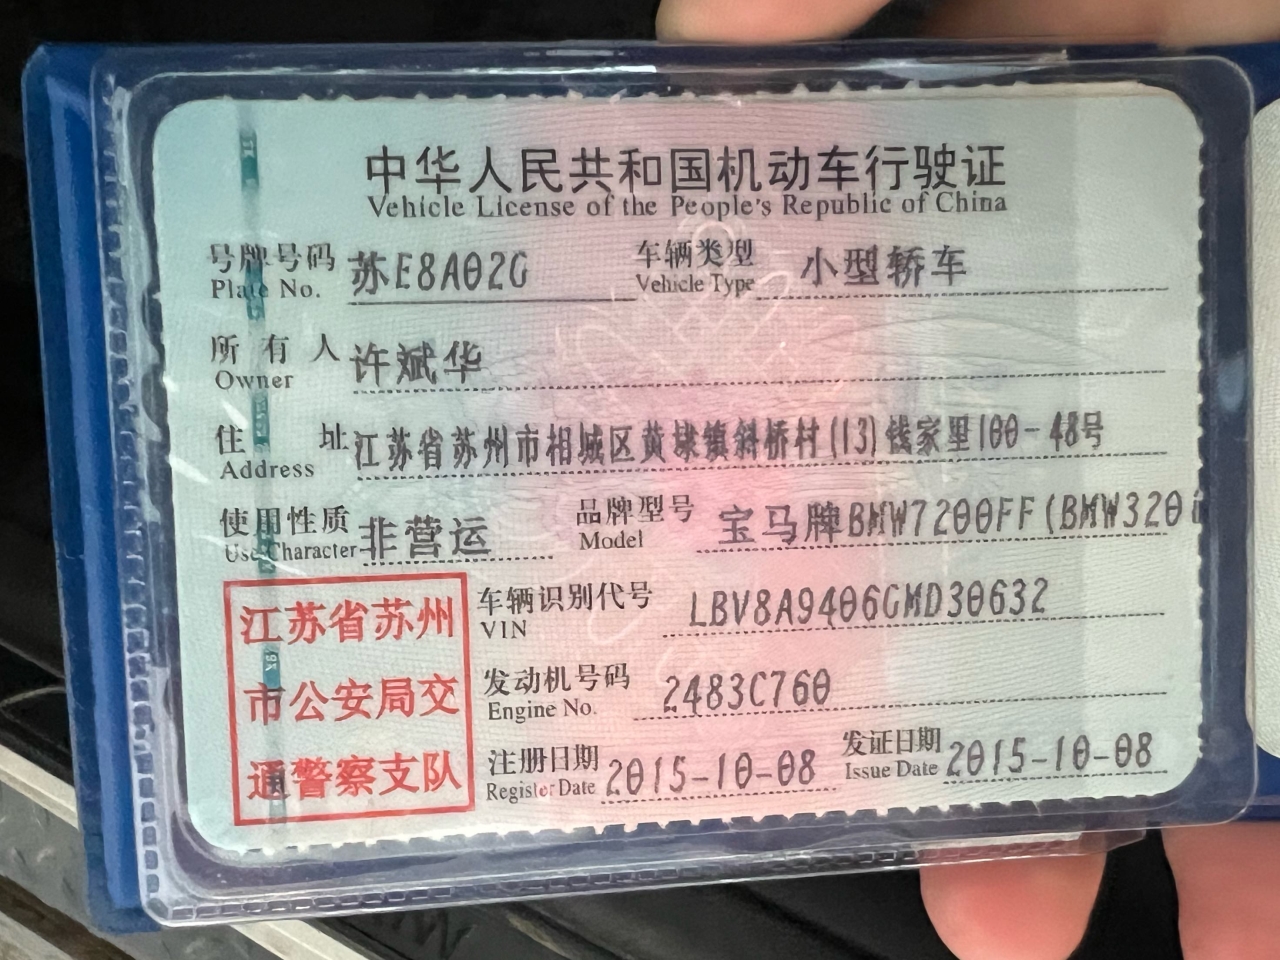 中华人民共和国机动车行驶证
Vehicle License of the People's Republic of China
号牌号码 苏E8A02G 车辆类型 小型轿车
Plate No. Vehicle Type
所有人 许斌华
Owner
住址 江苏省苏州市相城区黄埭镇斜桥村(13)钱家里100-48号
Address
使用性质 非营运 品牌型号 宝马牌BMW7200FF(BMW320i
Use Character Model
江苏省苏州
市公安局交
通警察支队
车辆识别代号 LBV8A9406GMD30632
VIN
发动机号码 2483C760
Engine No.
注册日期 2015-10-08 发证日期 2015-10-08
Register Date Issue Date